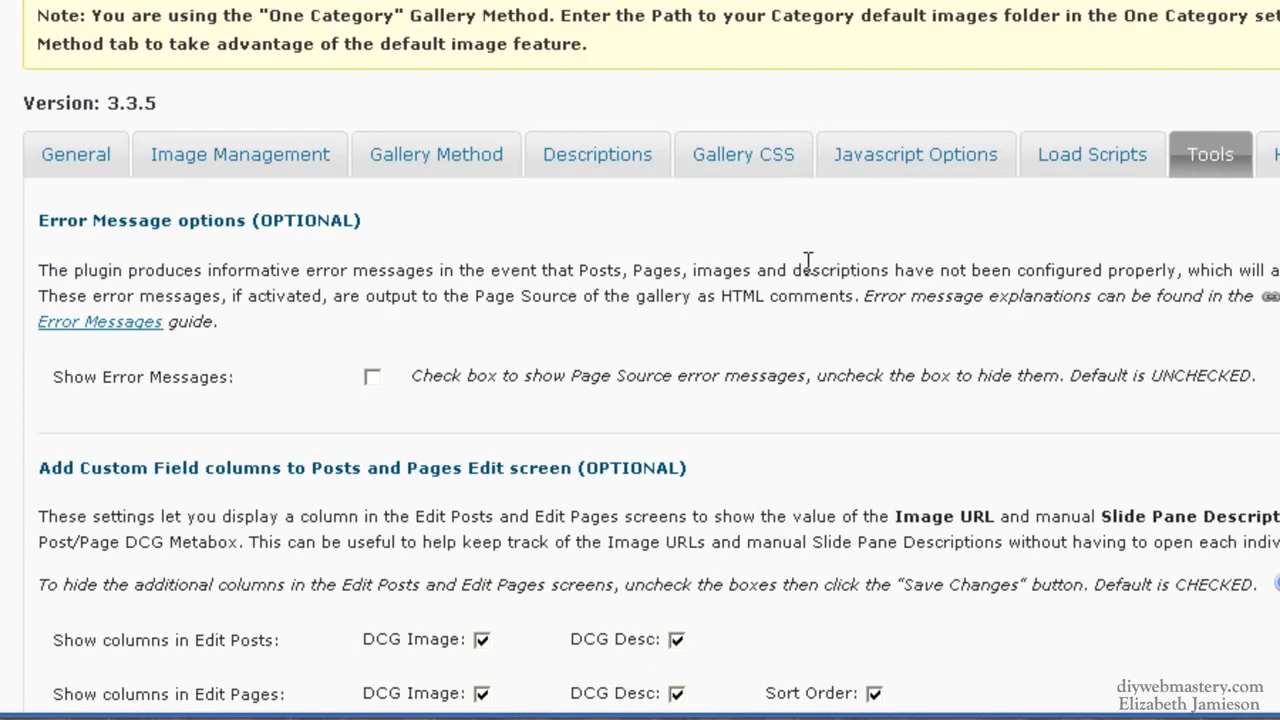 Note: You are using the "One Category" Gallery Method. Enter the Path to your Category default images folder in the One Category
Method tab to take advantage of the default image feature.
Version: 3.3.5
General Image Management Gallery Method Descriptions Gallery CSS Javascript Options Load Scripts Tools
Error Message options (OPTIONAL)
The plugin produces informative error messages in the event that Posts, Pages, images and descriptions have not been configured properly, which will
These error messages, if activated, are output to the Page Source of the gallery as HTML comments. Error message explanations can be found in the
Error Messages guide.
Show Error Messages: Check box to show Page Source error messages, uncheck the box to hide them. Default is UNCHECKED.
Add Custom Field columns to Posts and Pages Edit screen (OPTIONAL)
These settings let you display a column in the Edit Posts and Edit Pages screens to show the value of the Image URL and manual Slide Pane Descript
Post/Page DCG Metabox. This can be useful to help keep track of the Image URLs and manual Slide Pane Descriptions without having to open each indiv
To hide the additional columns in the Edit Posts and Edit Pages screens, uncheck the boxes then click the "Save Changes" button. Default is CHECKED.
Show columns in Edit Posts: DCG Image: DCG Desc:
Show columns in Edit Pages: DCG Image: DCG Desc: Sort Order:
diywebmastery.com
Elizabeth Jamieson